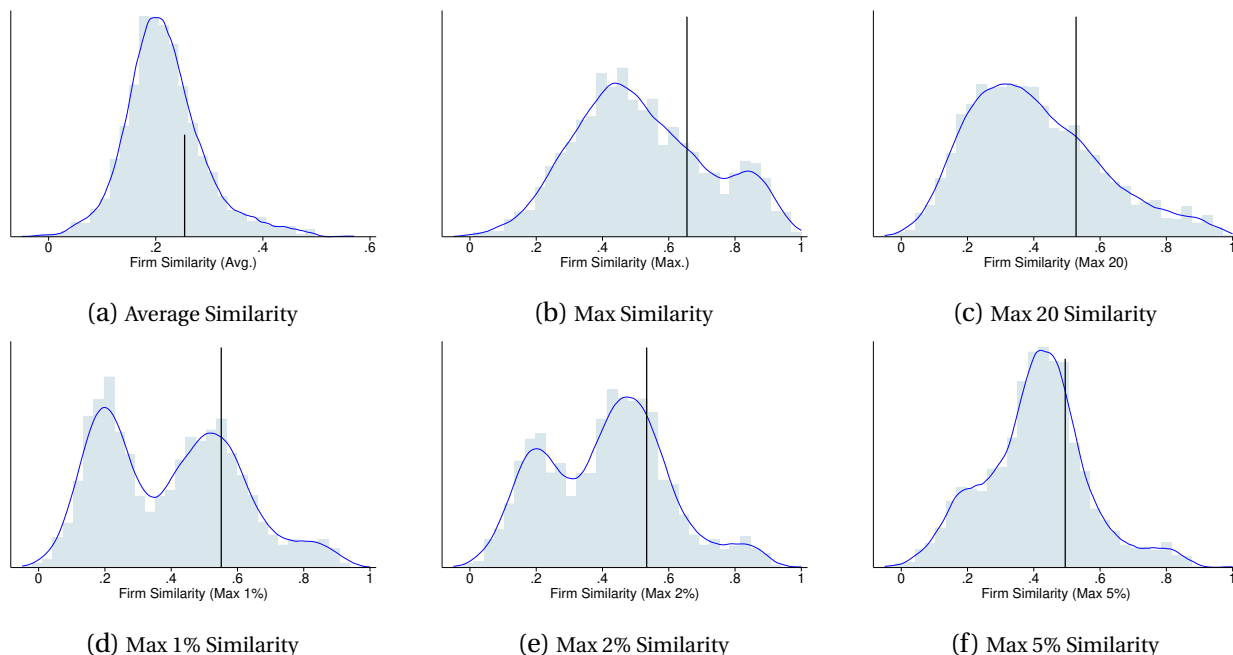 0 .2 .4 .6
Firm Similarity (Avg.)
(a) Average Similarity
0 .2 .4 .6 .8 1
Firm Similarity (Max.)
(b) Max Similarity
0 .2 .4 .6 .8 1
Firm Similarity (Max 20)
(c) Max 20 Similarity
0 .2 .4 .6 .8 1
Firm Similarity (Max 1%)
(d) Max 1% Similarity
0 .2 .4 .6 .8 1
Firm Similarity (Max 2%)
(e) Max 2% Similarity
0 .2 .4 .6 .8 1
Firm Similarity (Max 5%)
(f) Max 5% Similarity